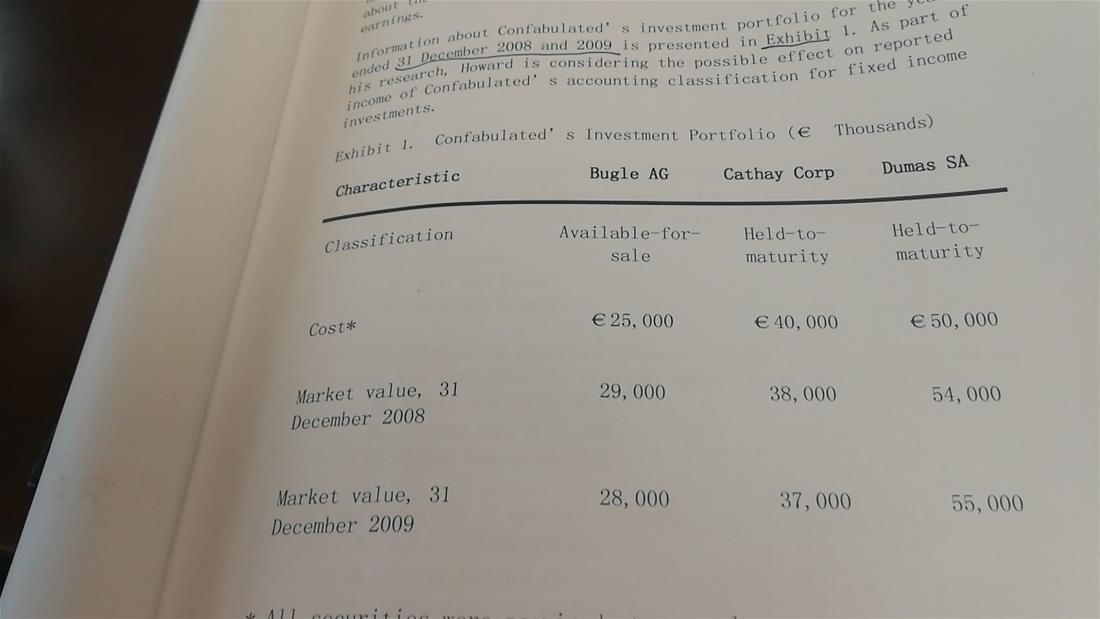 about
earnings.
Information about Confabulated's investment portfolio for the
ended 31 December 2008 and 2009 is presented in Exhibit 1. As part of
his research, Howard is considering the possible effect on reported
income of Confabulated's accounting classification for fixed income
investments.
Exhibit 1. Confabulated's Investment Portfolio (€ Thousands)
Characteristic Bugle AG Cathay Corp Dumas SA
Classification Available-for- Held-to- Held-to-
sale maturity maturity
Cost* €25,000 €40,000 €50,000
Market value, 31 29,000 38,000 54,000
December 2008
Market value, 31 28,000 37,000 55,000
December 2009
* All securities were